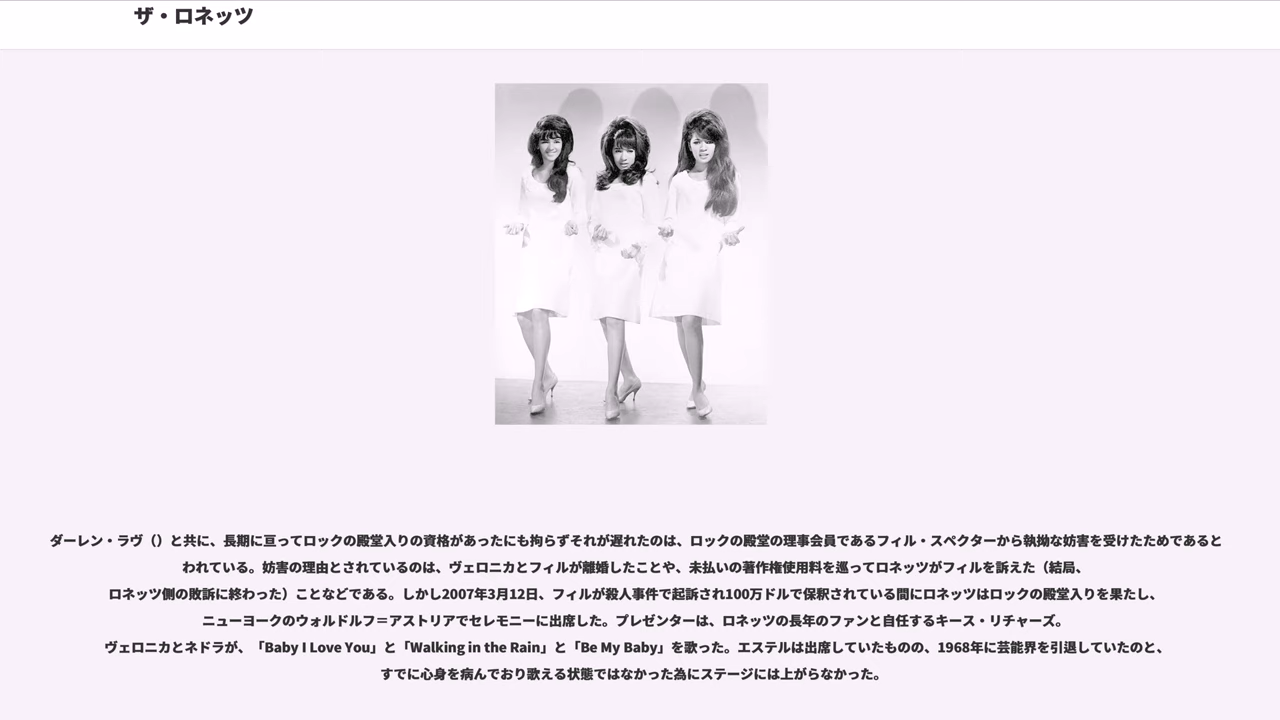 ザ・ロネッツ
ダーレン・ラヴ（）と共に、長期に亘ってロックの殿堂入りの資格があったにも拘らずそれが遅れたのは、ロックの殿堂の理事会員であるフィル・スペクターから執拗な妨害を受けたためであると
われている。妨害の理由とされているのは、ヴェロニカとフィルが離婚したことや、未払いの著作権使用料を巡ってロネッツがフィルを訴えた（結局、
ロネッツ側の敗訴に終わった）ことなどである。しかし2007年3月12日、フィルが殺人事件で起訴され100万ドルで保釈されている間にロネッツはロックの殿堂入りを果たし、
ニューヨークのウォルドルフ＝アストリアでセレモニーに出席した。プレゼンターは、ロネッツの長年のファンと自任するキース・リチャーズ。
ヴェロニカとネドラが、「Baby I Love You」と「Walking in the Rain」と「Be My Baby」を歌った。エステルは出席していたものの、1968年に芸能界を引退していたのと、
すでに心身を病んでおり歌える状態ではなかった為にステージには上がらなかった。